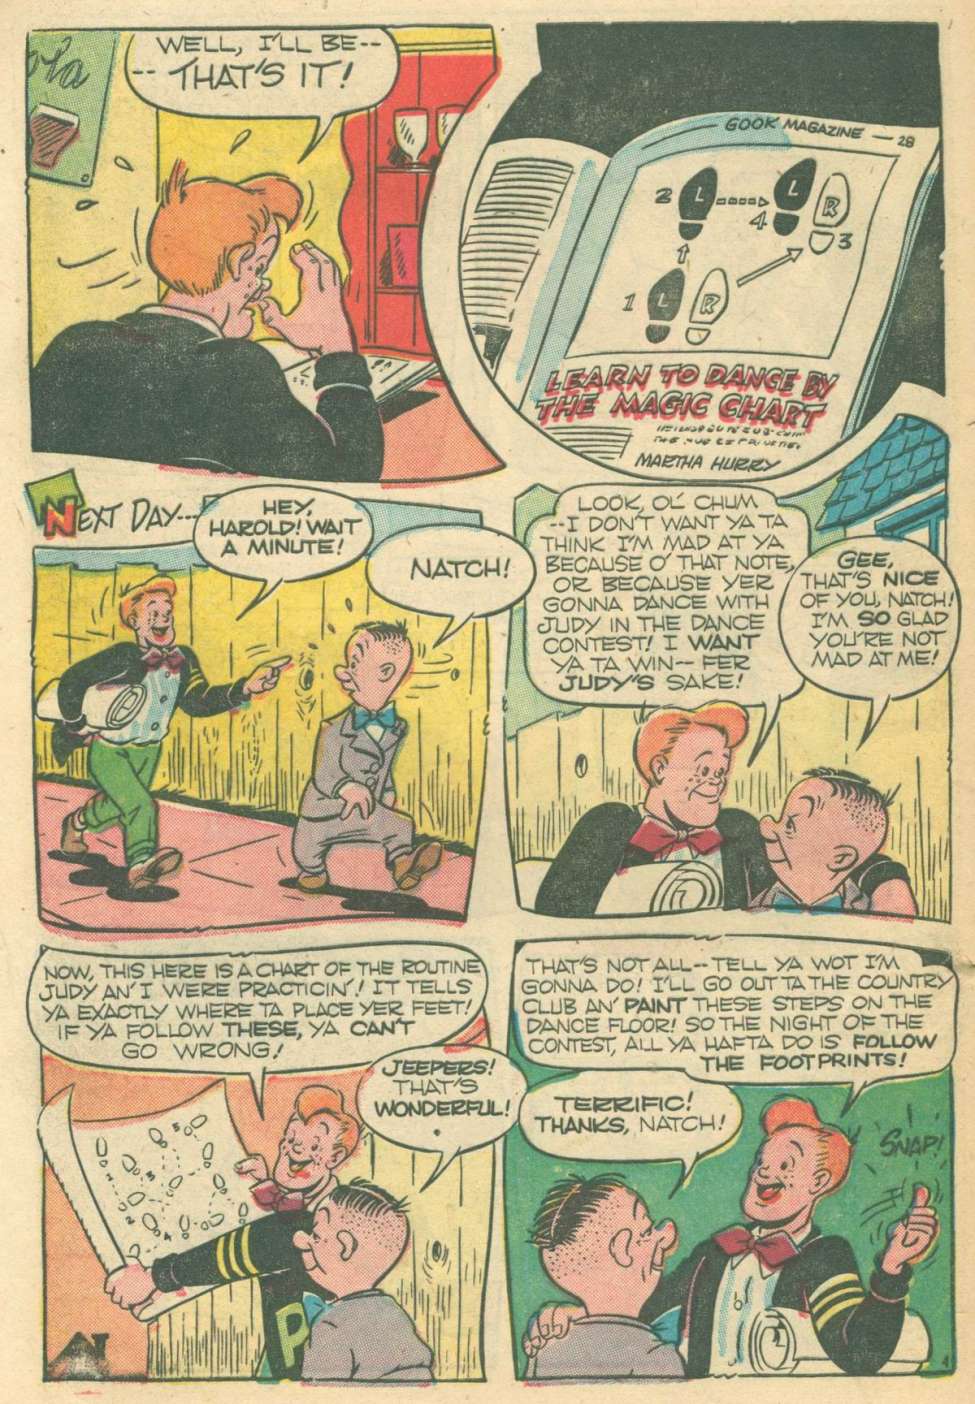 WELL, I'LL BE--
-- THAT'S IT!
GOOK MAGAZINE — 28
2 L
L
4
R
3
1 L R
LEARN TO DANCE BY
THE MAGIC CHART
MARTHA HURRY
NEXT DAY---
HEY,
HAROLD! WAIT
A MINUTE!
NATCH!
LOOK, OL' CHUM
--I DON'T WANT YA TA
THINK I'M MAD AT YA
BECAUSE O' THAT NOTE,
OR BECAUSE YER
GONNA DANCE WITH
JUDY IN THE DANCE
CONTEST! I WANT
YA TA WIN-- FER
JUDY'S SAKE!
GEE,
THAT'S NICE
OF YOU, NATCH!
I'M SO GLAD
YOU'RE NOT
MAD AT ME!
NOW, THIS HERE IS A CHART OF THE ROUTINE
JUDY AN' I WERE PRACTICIN'! IT TELLS
YA EXACTLY WHERE TA PLACE YER FEET!
IF YA FOLLOW THESE, YA CAN'T
GO WRONG!
JEEPERS!
THAT'S
WONDERFUL!
P
THAT'S NOT ALL--TELL YA WOT I'M
GONNA DO! I'LL GO OUT TA THE COUNTRY
CLUB AN' PAINT THESE STEPS ON THE
DANCE FLOOR! SO THE NIGHT OF THE
CONTEST, ALL YA HAFTA DO IS FOLLOW
THE FOOTPRINTS!
TERRIFIC!
THANKS, NATCH!
SNAP!
4